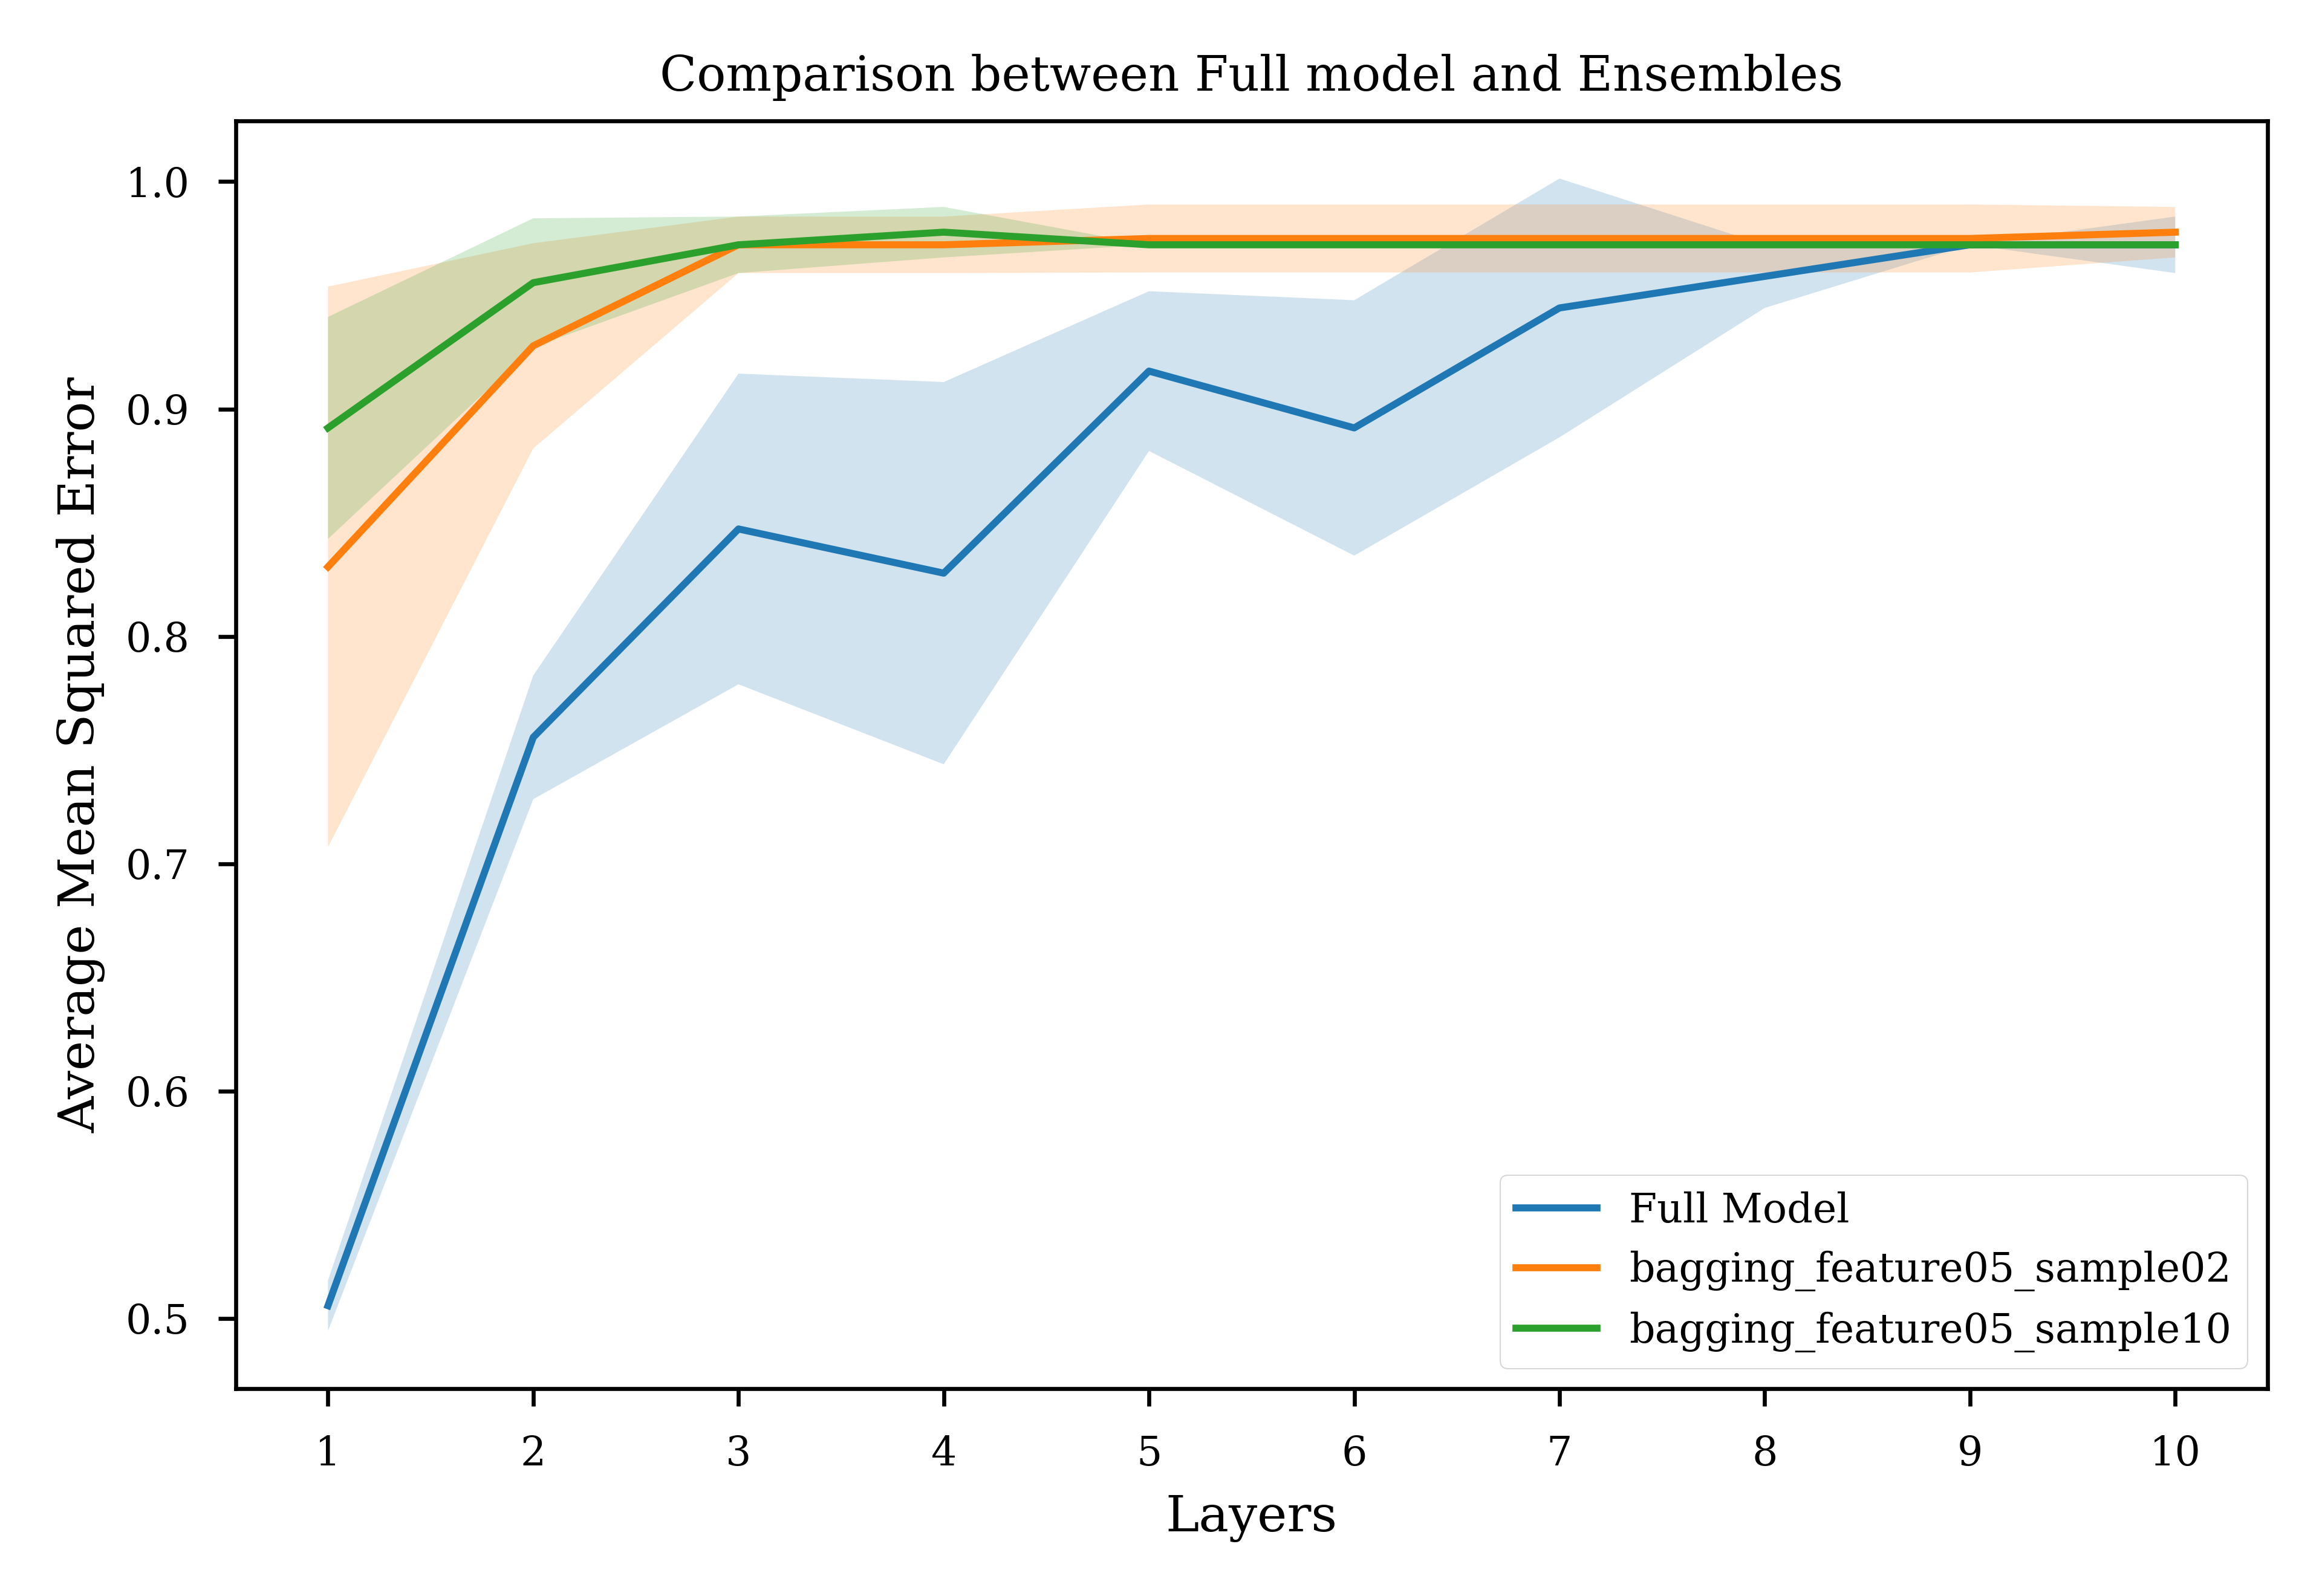 Comparison between Full model and Ensembles
Average Mean Squared Error
1.0
0.9
0.8
0.7
0.6
0.5
1 2 3 4 5 6 7 8 9 10
Layers
Full Model
bagging_feature05_sample02
bagging_feature05_sample10